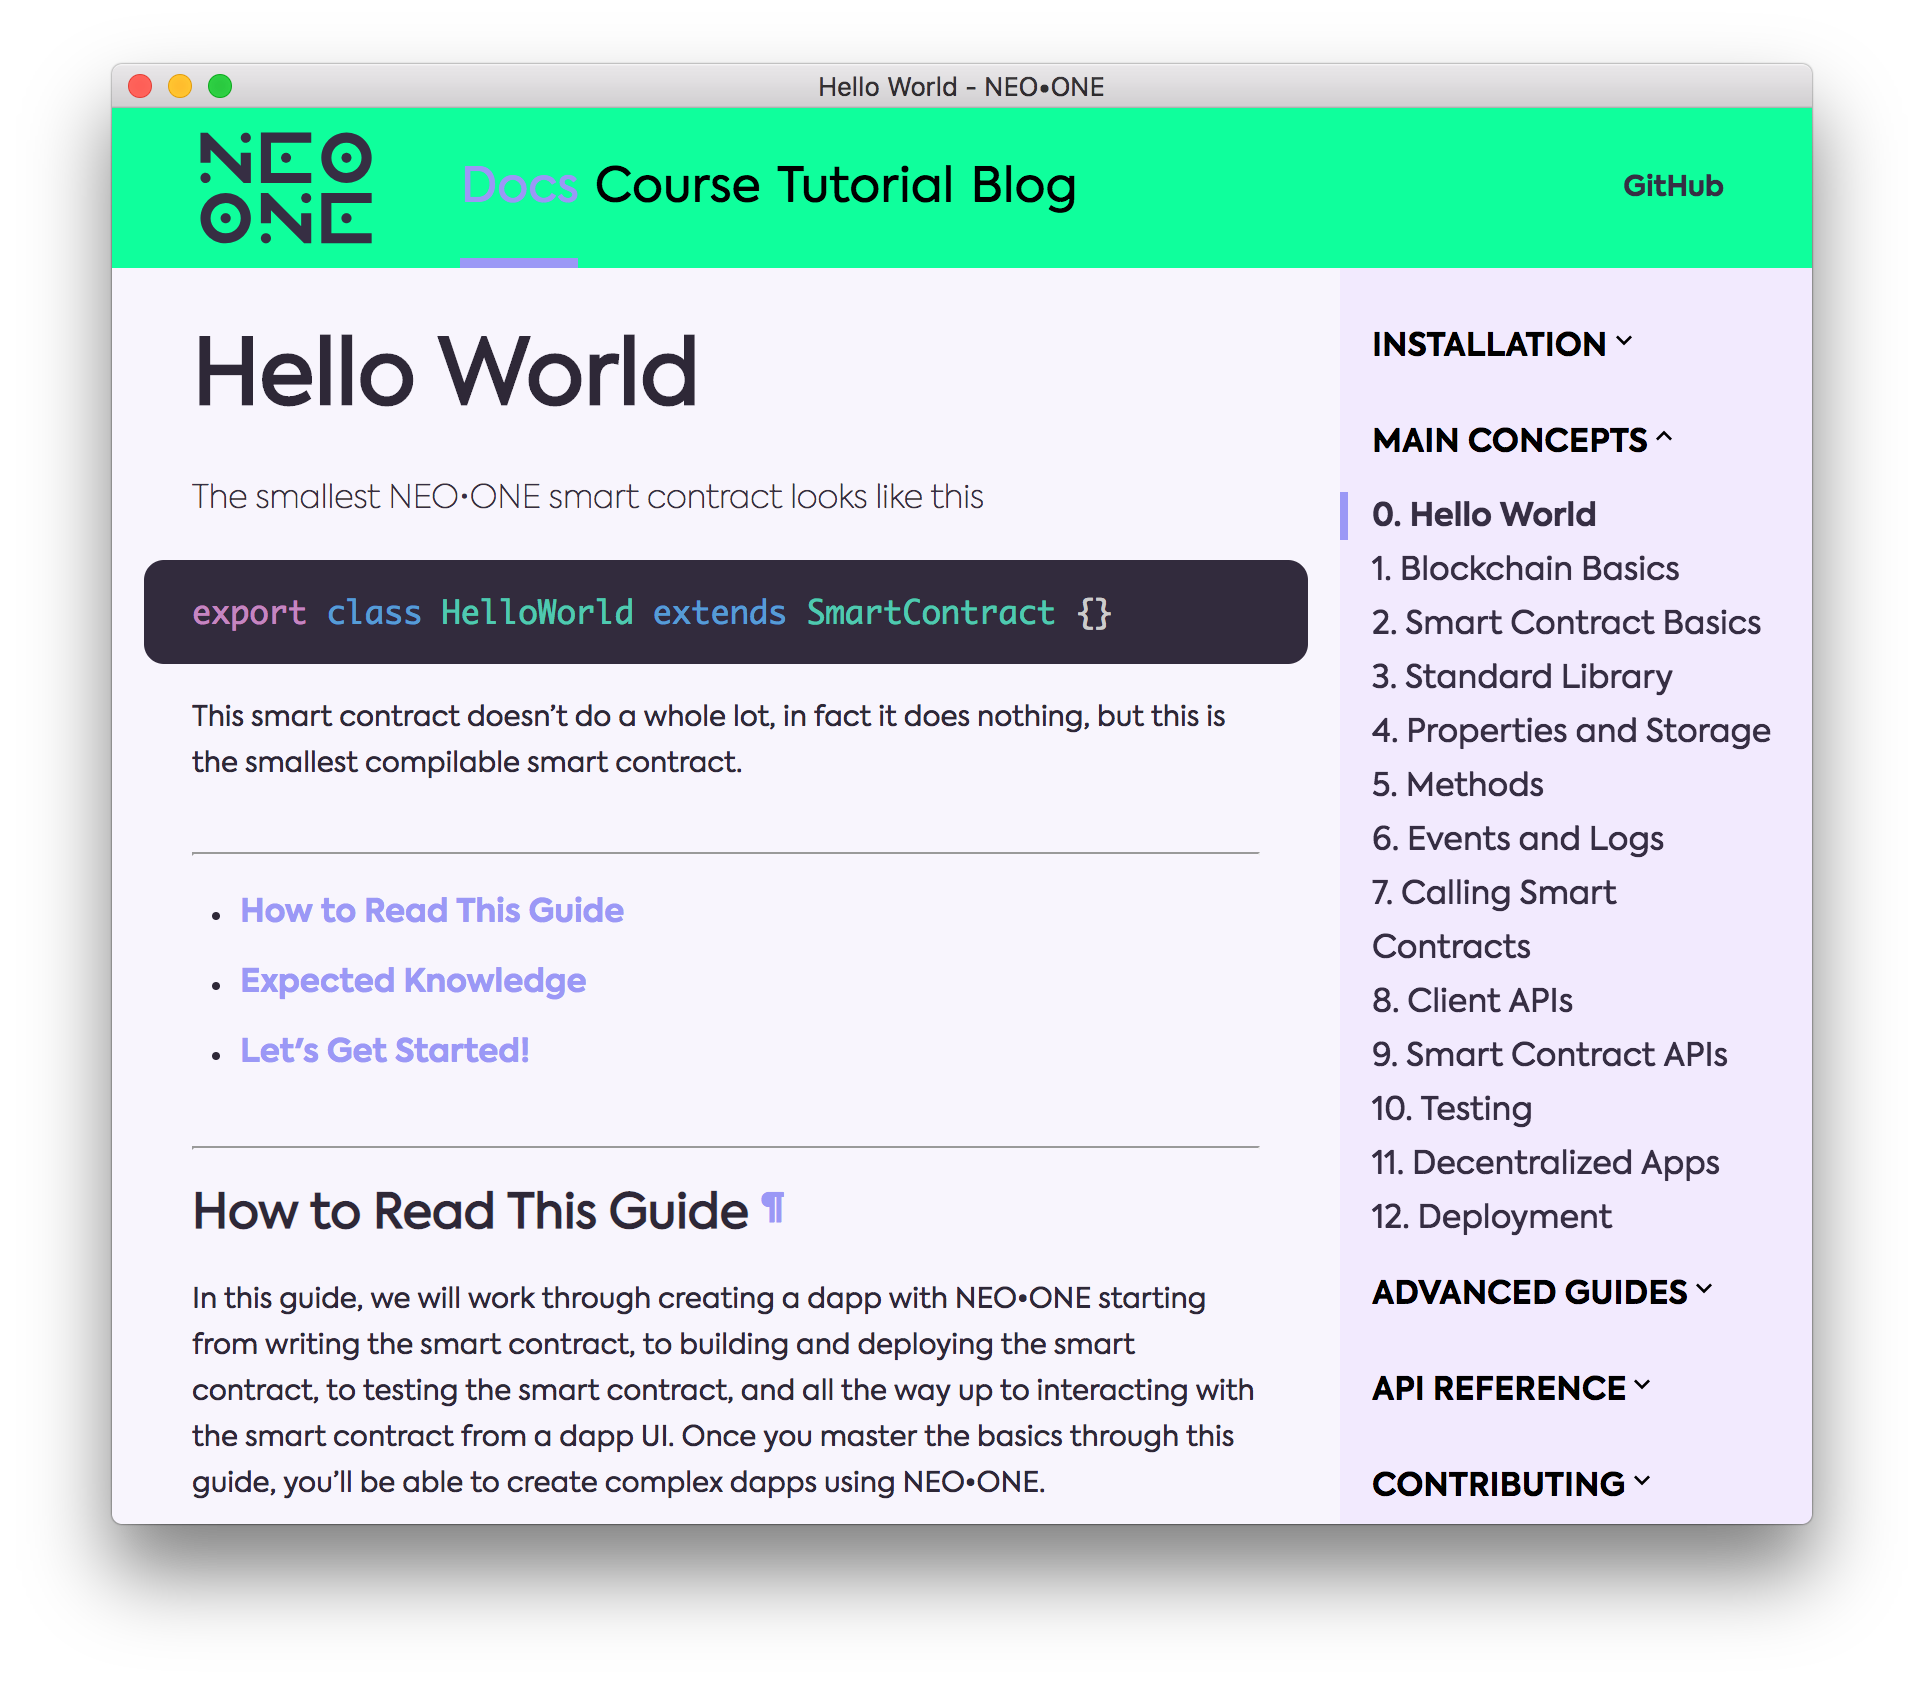 Hello World - NEO•ONE
NEO
ONE
Docs Course Tutorial Blog
GitHub
Hello World
The smallest NEO•ONE smart contract looks like this
export class HelloWorld extends SmartContract {}
This smart contract doesn’t do a whole lot, in fact it does nothing, but this is
the smallest compilable smart contract.
• How to Read This Guide
• Expected Knowledge
• Let's Get Started!
How to Read This Guide ¶
In this guide, we will work through creating a dapp with NEO•ONE starting
from writing the smart contract, to building and deploying the smart
contract, to testing the smart contract, and all the way up to interacting with
the smart contract from a dapp UI. Once you master the basics through this
guide, you’ll be able to create complex dapps using NEO•ONE.
INSTALLATION
MAIN CONCEPTS
0. Hello World
1. Blockchain Basics
2. Smart Contract Basics
3. Standard Library
4. Properties and Storage
5. Methods
6. Events and Logs
7. Calling Smart
Contracts
8. Client APIs
9. Smart Contract APIs
10. Testing
11. Decentralized Apps
12. Deployment
ADVANCED GUIDES
API REFERENCE
CONTRIBUTING